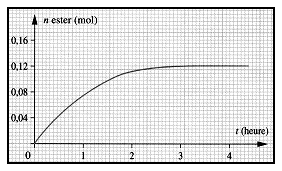 n ester (mol)
0,16
0,12
0,08
0,04
t (heure)
0 1 2 3 4